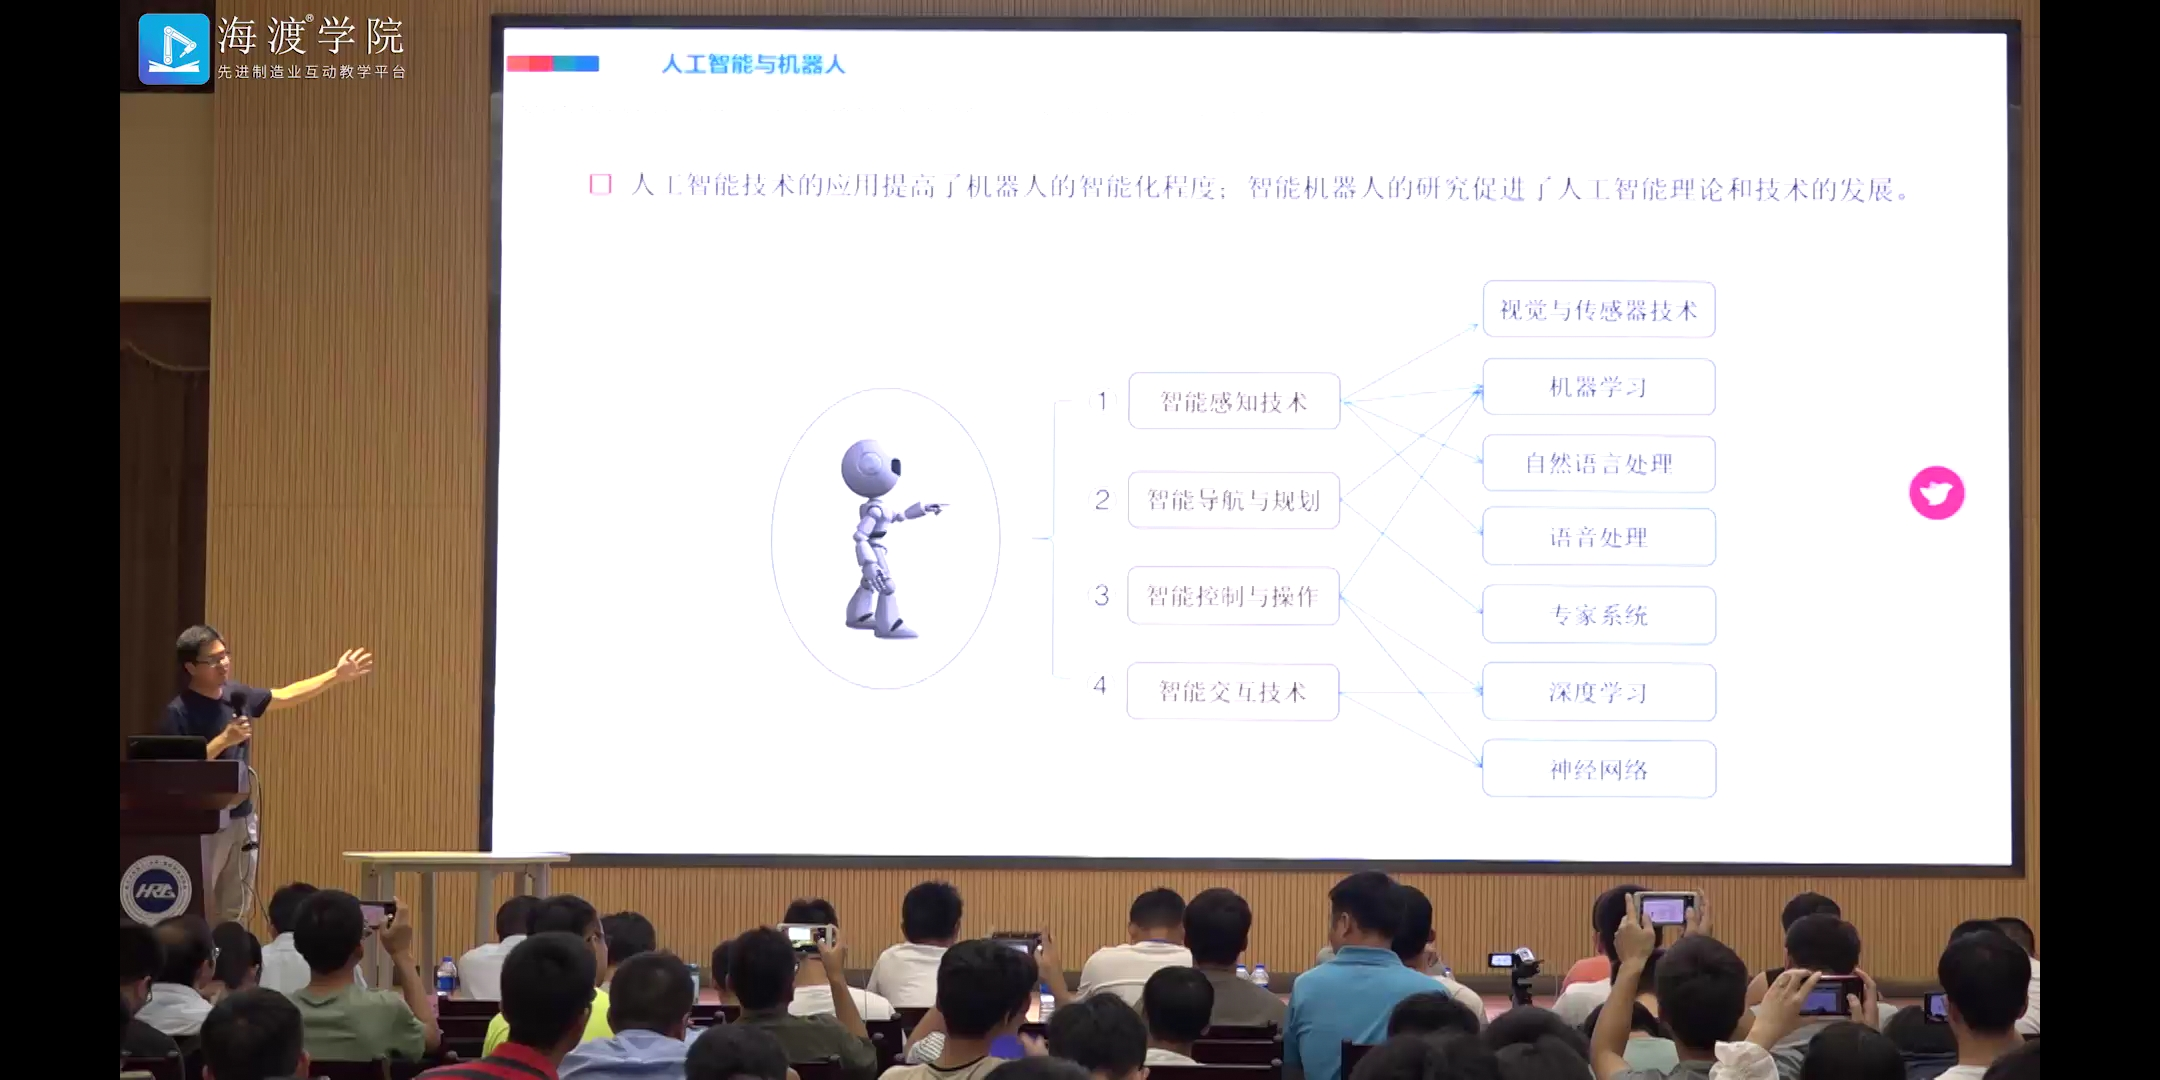 海渡®学院
先进制造业互动教学平台
人工智能与机器人
人工智能技术的应用提高了机器人的智能化程度；智能机器人的研究促进了人工智能理论和技术的发展。
1 智能感知技术
2 智能导航与规划
3 智能控制与操作
4 智能交互技术
视觉与传感器技术
机器学习
自然语言处理
语音处理
专家系统
深度学习
神经网络
HRG